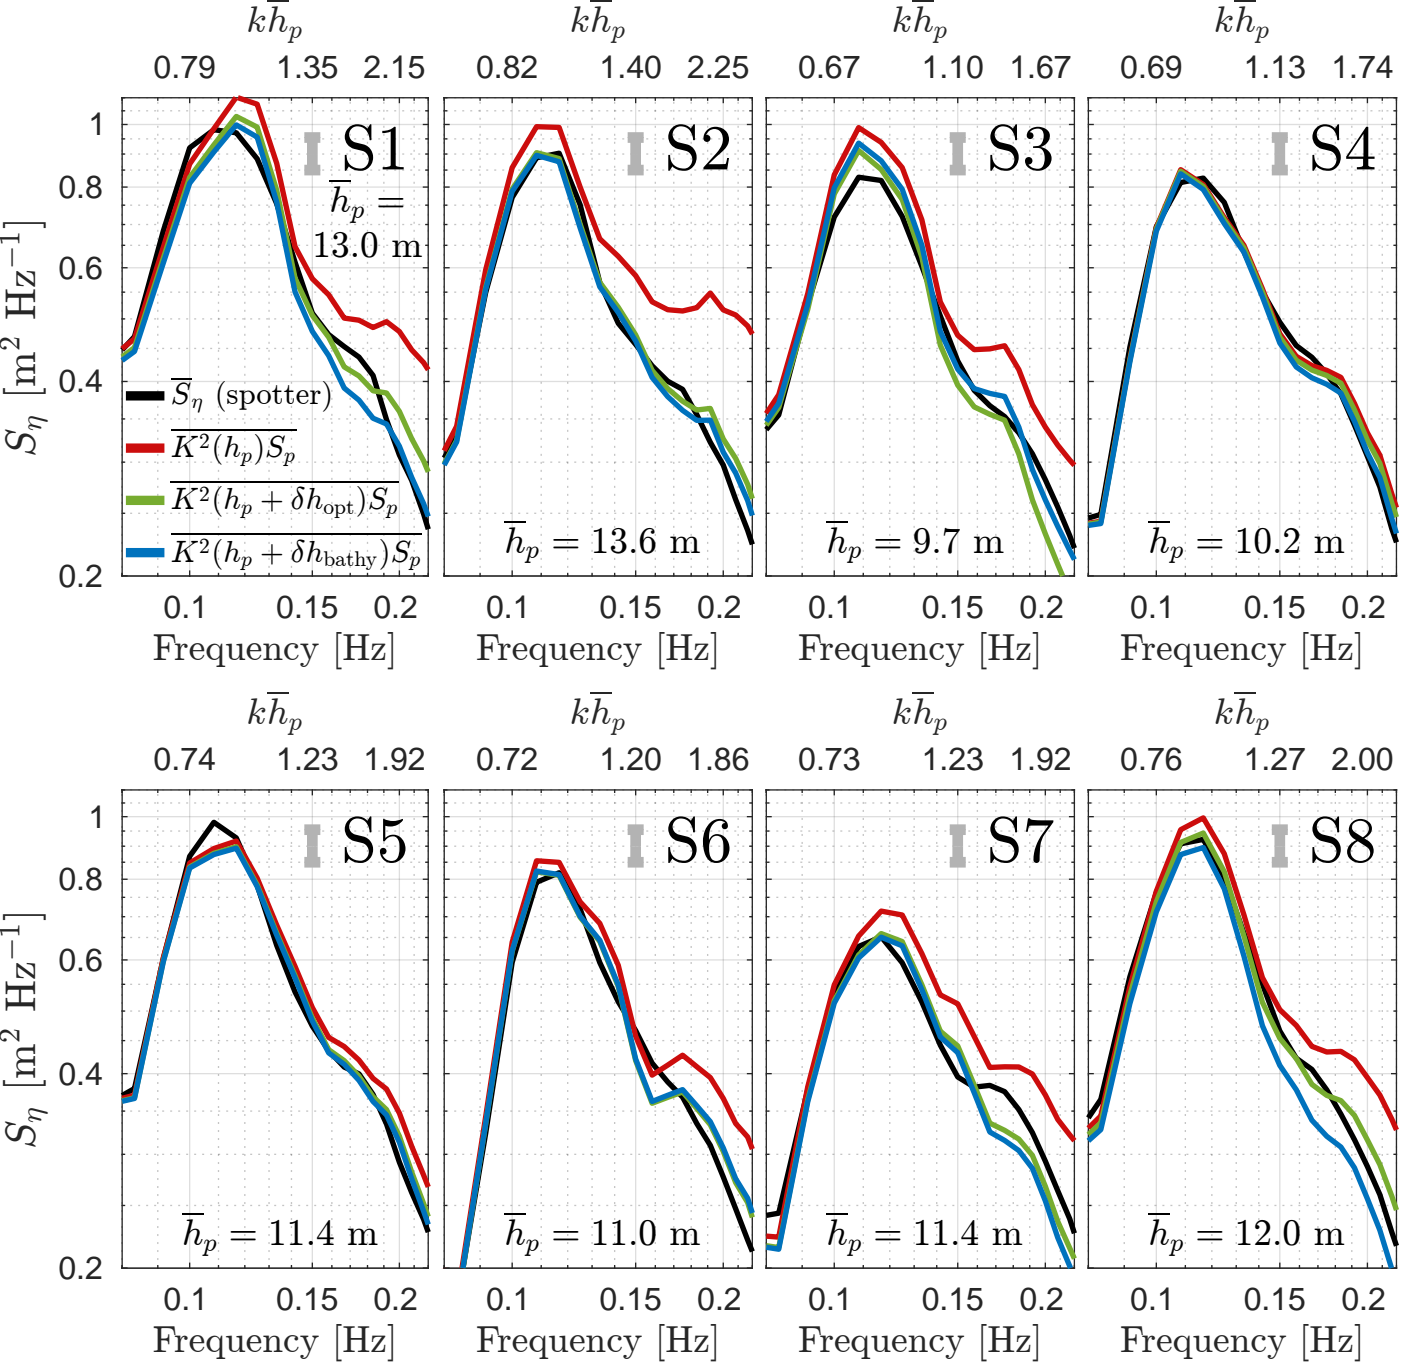 kh̅ₚ kh̅ₚ kh̅ₚ kh̅ₚ
0.79 1.35 2.15 0.82 1.40 2.25 0.67 1.10 1.67 0.69 1.13 1.74
S1 S2 S3 S4
h̅ₚ =
13.0 m
1
0.8
0.6
0.4
0.2
S_η [m² Hz⁻¹]
S̅_η (spotter)
K²(hₚ)Sₚ
K²(hₚ + δh_opt)Sₚ
K²(hₚ + δh_bathy)Sₚ
h̅ₚ = 13.6 m h̅ₚ = 9.7 m h̅ₚ = 10.2 m
0.1 0.15 0.2 0.1 0.15 0.2 0.1 0.15 0.2 0.1 0.15 0.2
Frequency [Hz] Frequency [Hz] Frequency [Hz] Frequency [Hz]
kh̅ₚ kh̅ₚ kh̅ₚ kh̅ₚ
0.74 1.23 1.92 0.72 1.20 1.86 0.73 1.23 1.92 0.76 1.27 2.00
S5 S6 S7 S8
1
0.8
0.6
0.4
0.2
S_η [m² Hz⁻¹]
h̅ₚ = 11.4 m h̅ₚ = 11.0 m h̅ₚ = 11.4 m h̅ₚ = 12.0 m
0.1 0.15 0.2 0.1 0.15 0.2 0.1 0.15 0.2 0.1 0.15 0.2
Frequency [Hz] Frequency [Hz] Frequency [Hz] Frequency [Hz]